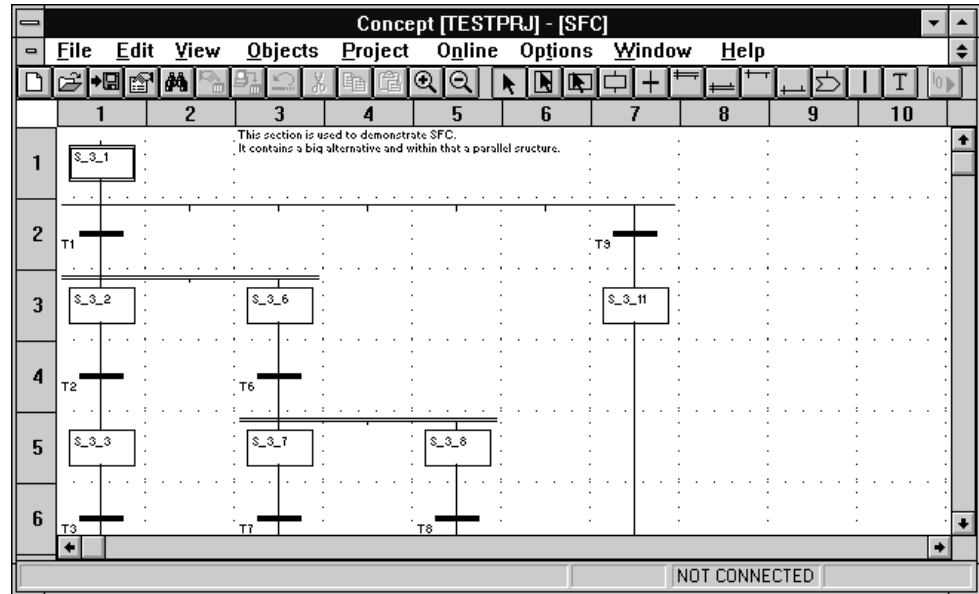 Concept [TESTPRJ] - [SFC]
File Edit View Objects Project Online Options Window Help
T
1 2 3 4 5 6 7 8 9 10
This section is used to demonstrate SFC.
It contains a big alternative and within that a parallel sructure.
1
S_3_1
2
T1
T9
3
S_3_2
S_3_6
S_3_11
4
T2
T6
5
S_3_3
S_3_7
S_3_8
6
T3
T7
T8
NOT CONNECTED